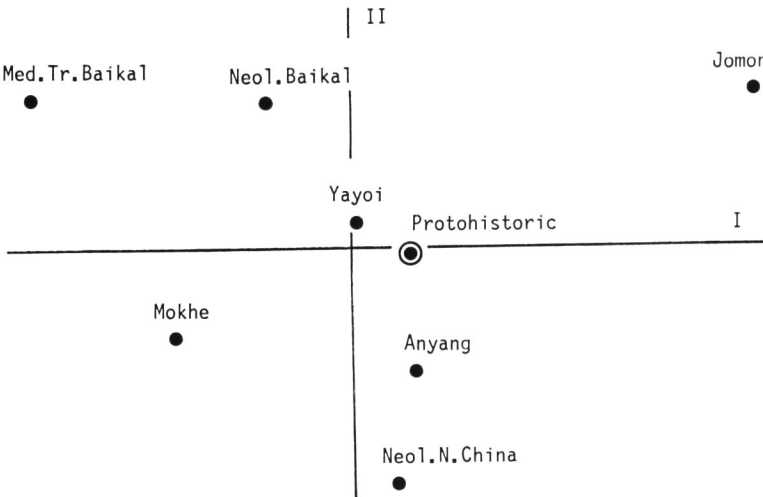 II
Med.Tr.Baikal
Neol.Baikal
Jomon
Yayoi
Protohistoric
I
Mokhe
Anyang
Neol.N.China